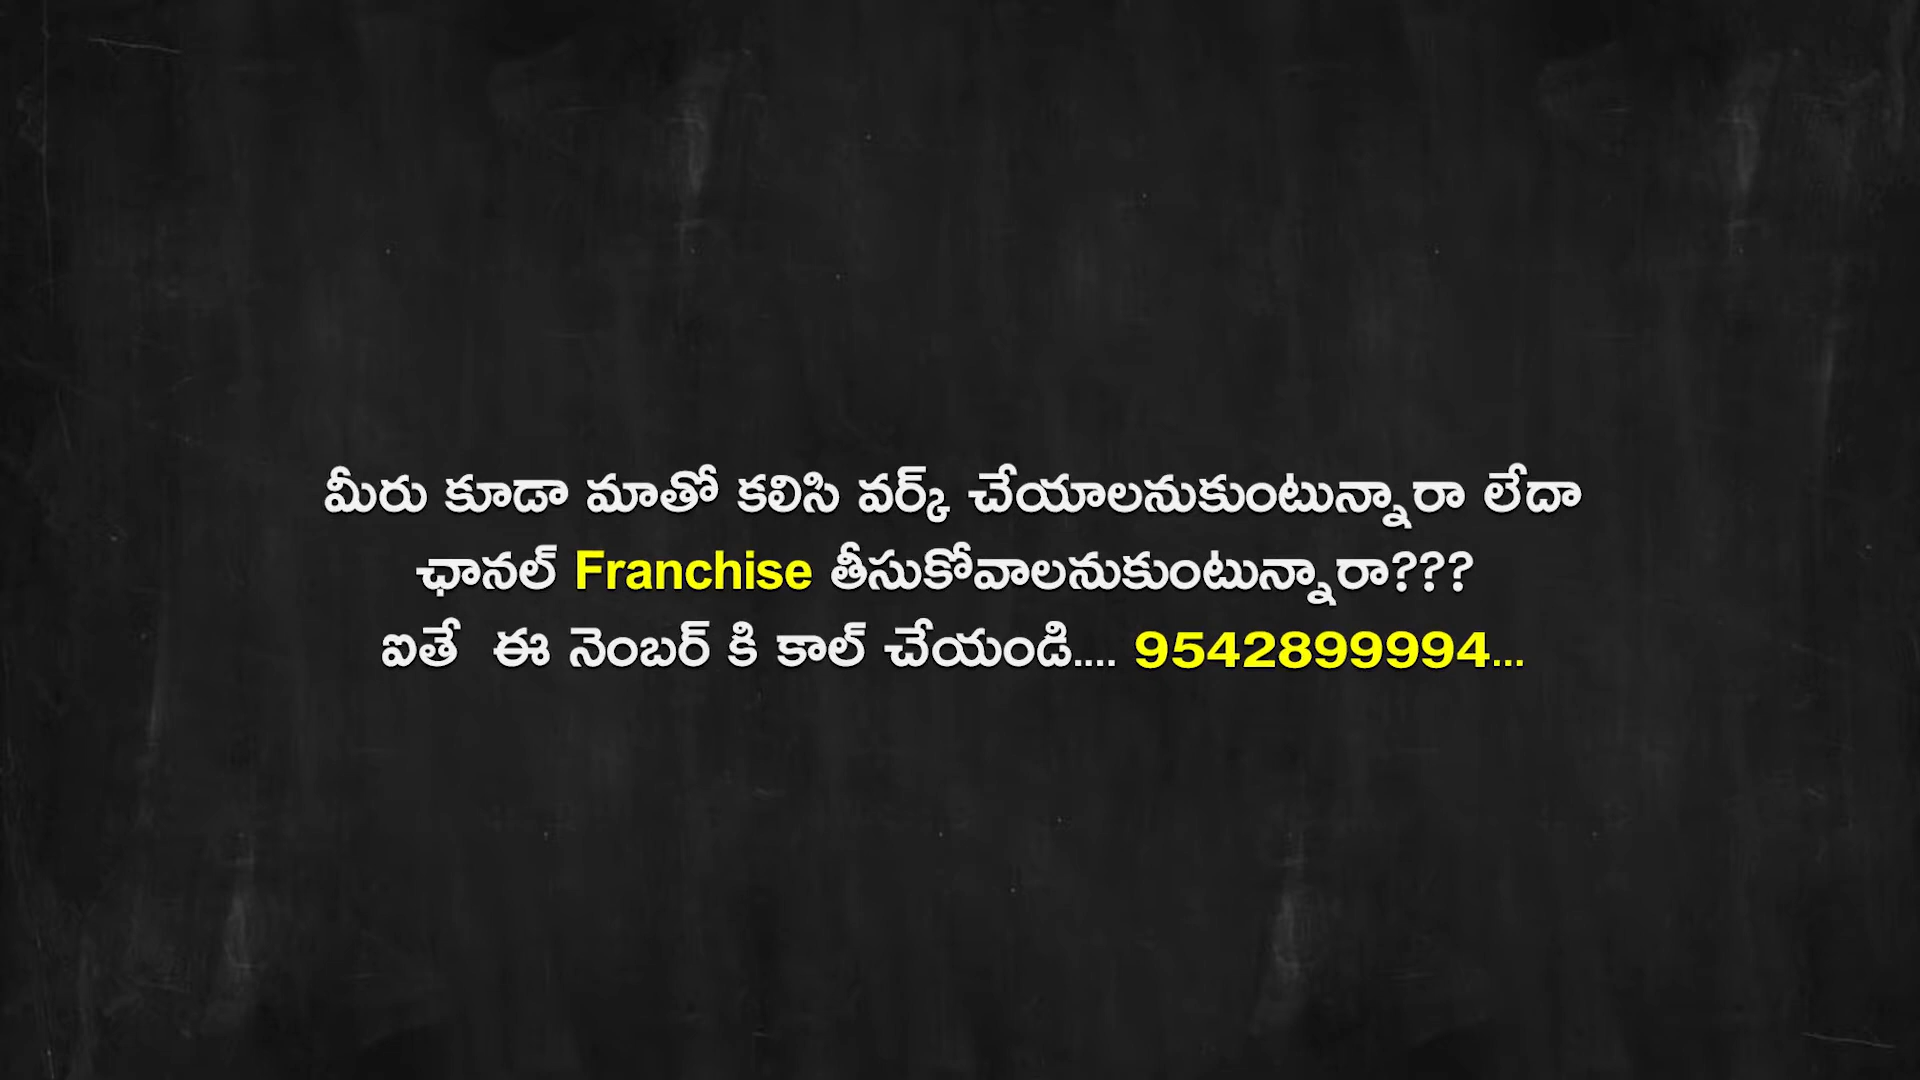 మీరు కూడా మాతో కలిసి వర్క్ చేయాలనుకుంటున్నారా లేదా
ఛానల్ Franchise తీసుకోవాలనుకుంటున్నారా???
ఐతే  ఈ నెంబర్ కి కాల్ చేయండి.... 9542899994...